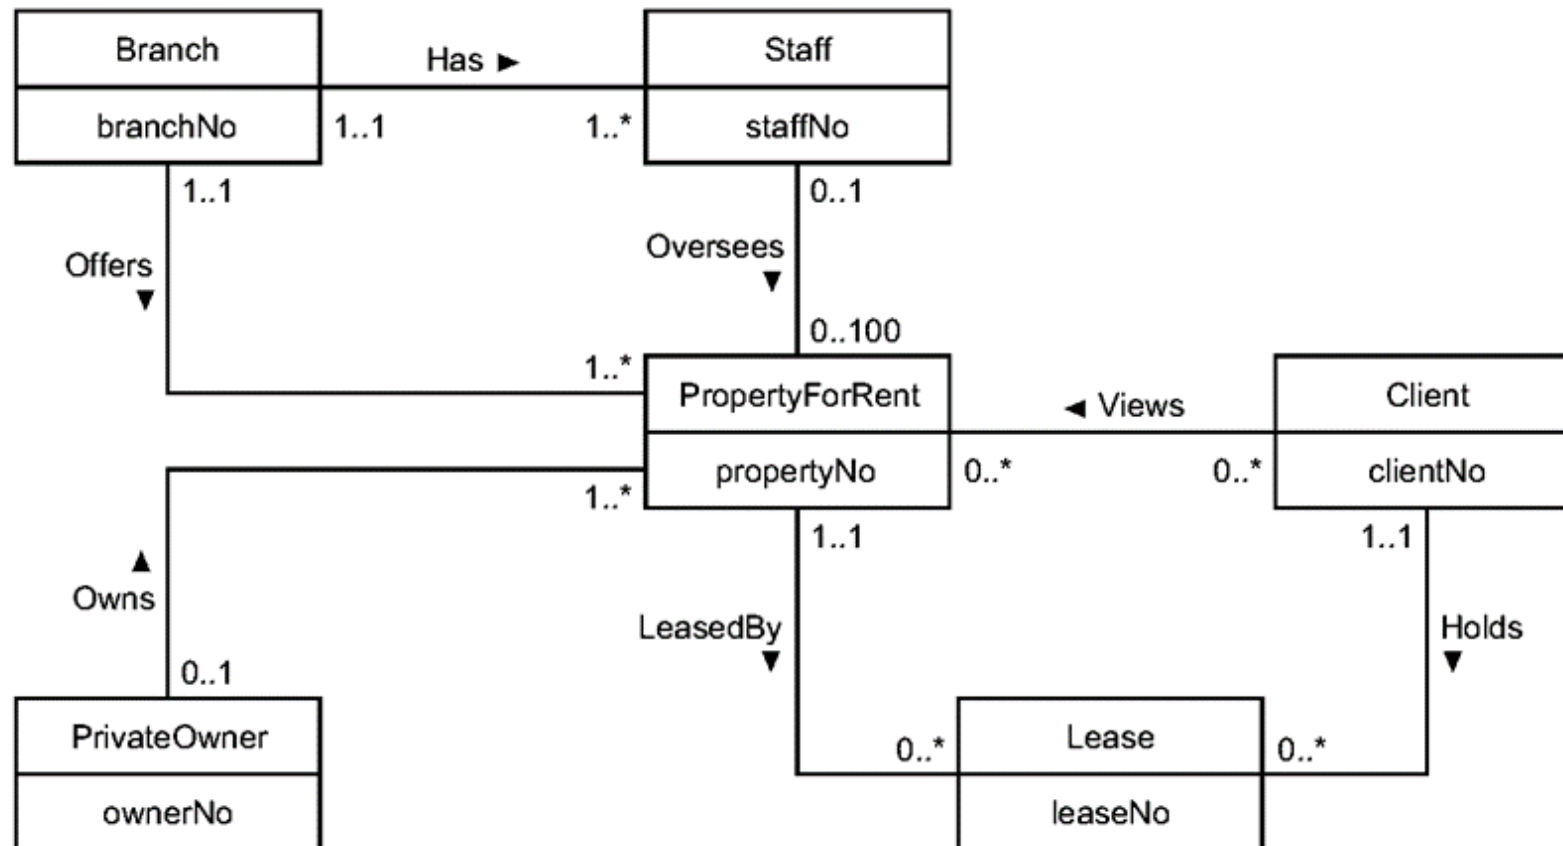 Branch
Has ►
Staff
branchNo
1..1
1..*
staffNo
1..1
0..1
Offers
▼
Oversees
▼
0..100
1..*
PropertyForRent
◄ Views
Client
propertyNo
0..*
0..*
clientNo
1..*
1..1
1..1
▲
Owns
LeasedBy
▼
Holds
▼
0..1
PrivateOwner
0..*
Lease
0..*
ownerNo
leaseNo